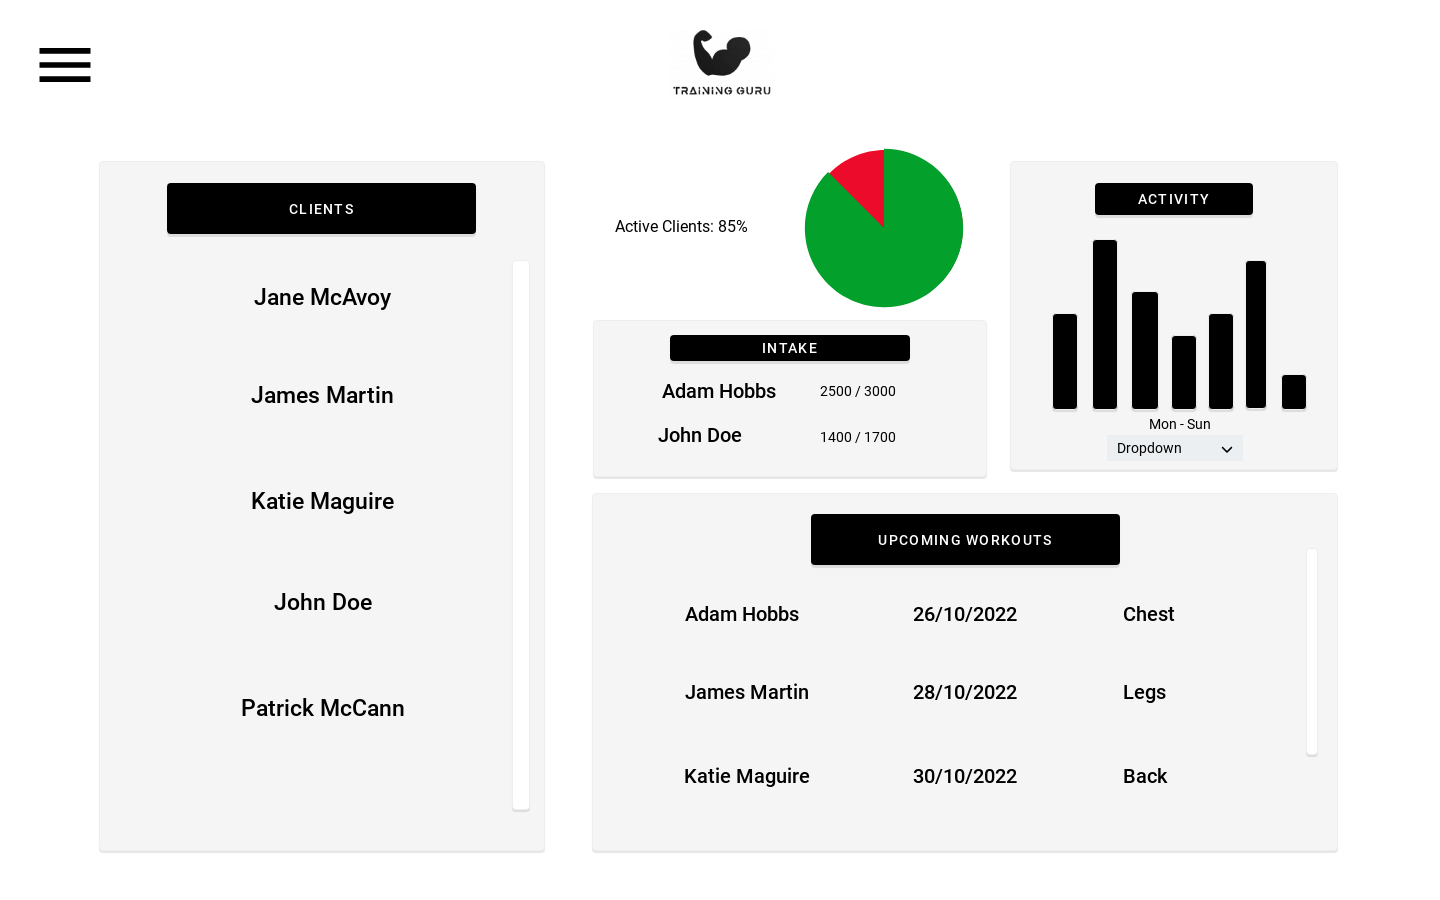 TRAINING GURU
CLIENTS
Jane McAvoy
James Martin
Katie Maguire
John Doe
Patrick McCann
Active Clients: 85%
INTAKE
Adam Hobbs 2500 / 3000
John Doe 1400 / 1700
ACTIVITY
Mon - Sun
Dropdown
UPCOMING WORKOUTS
Adam Hobbs 26/10/2022 Chest
James Martin 28/10/2022 Legs
Katie Maguire 30/10/2022 Back